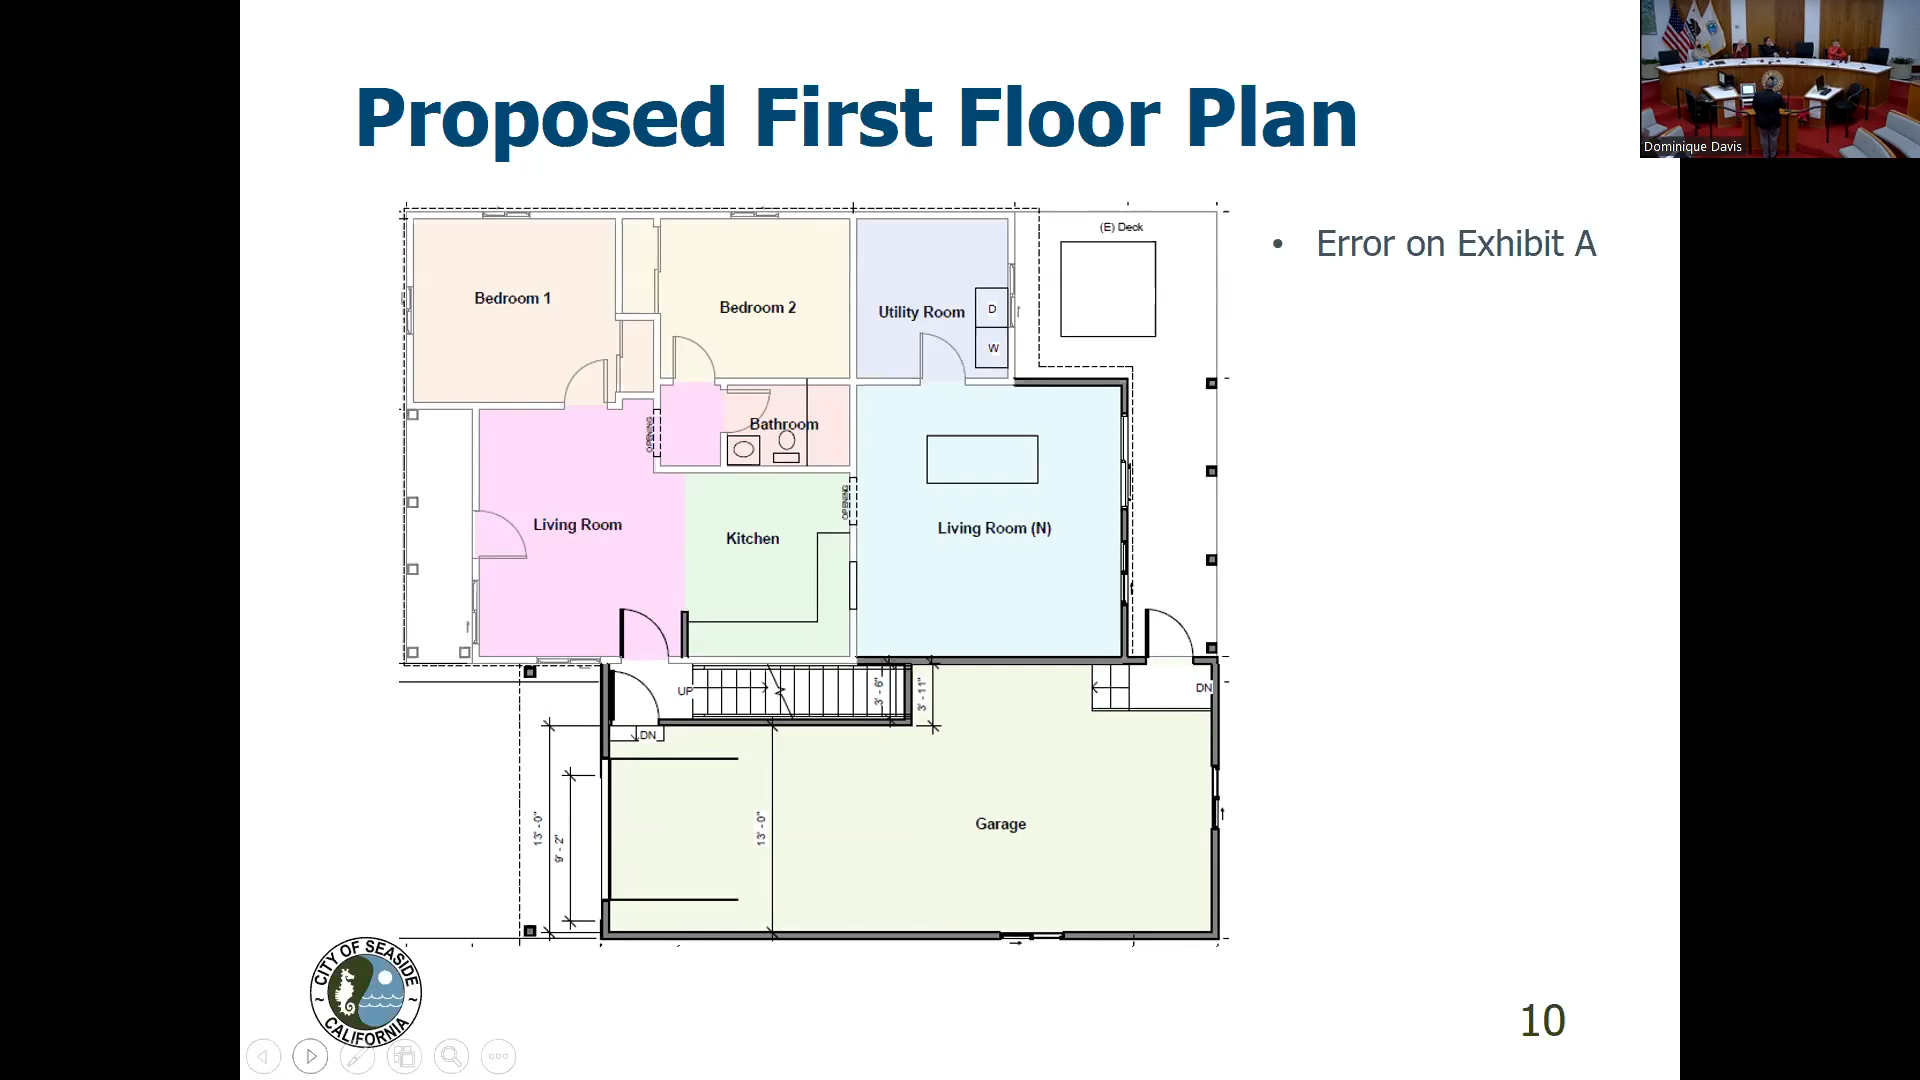 Proposed First Floor Plan
Dominique Davis
• Error on Exhibit A
(E) Deck
Bedroom 1
Bedroom 2
Utility Room
D
W
OPENING
Bathroom
OPENING
Living Room
Kitchen
Living Room (N)
UP
3' - 6"
3' - 11"
DN
DN
13' - 0"
9' - 2"
13' - 0"
Garage
CITY OF SEASIDE
~ ~
CALIFORNIA
10